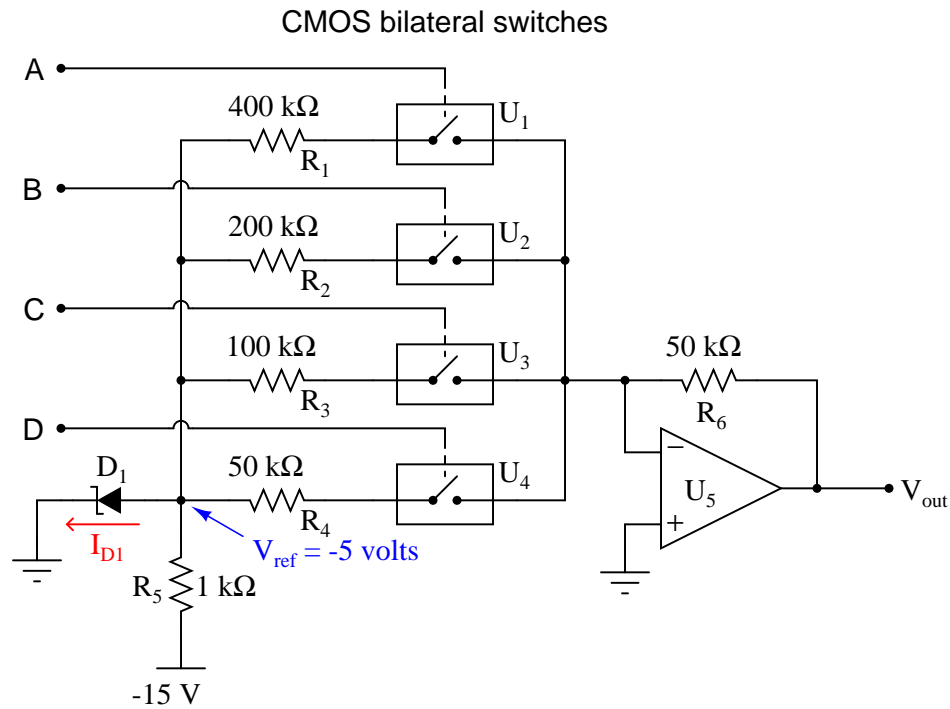 CMOS bilateral switches
A
400 kΩ
U1
R1
B
200 kΩ
U2
R2
C
100 kΩ
U3
R3
50 kΩ
R6
D
D1
50 kΩ
U4
R4
U5
Vout
ID1
Vref = -5 volts
R5
1 kΩ
-15 V